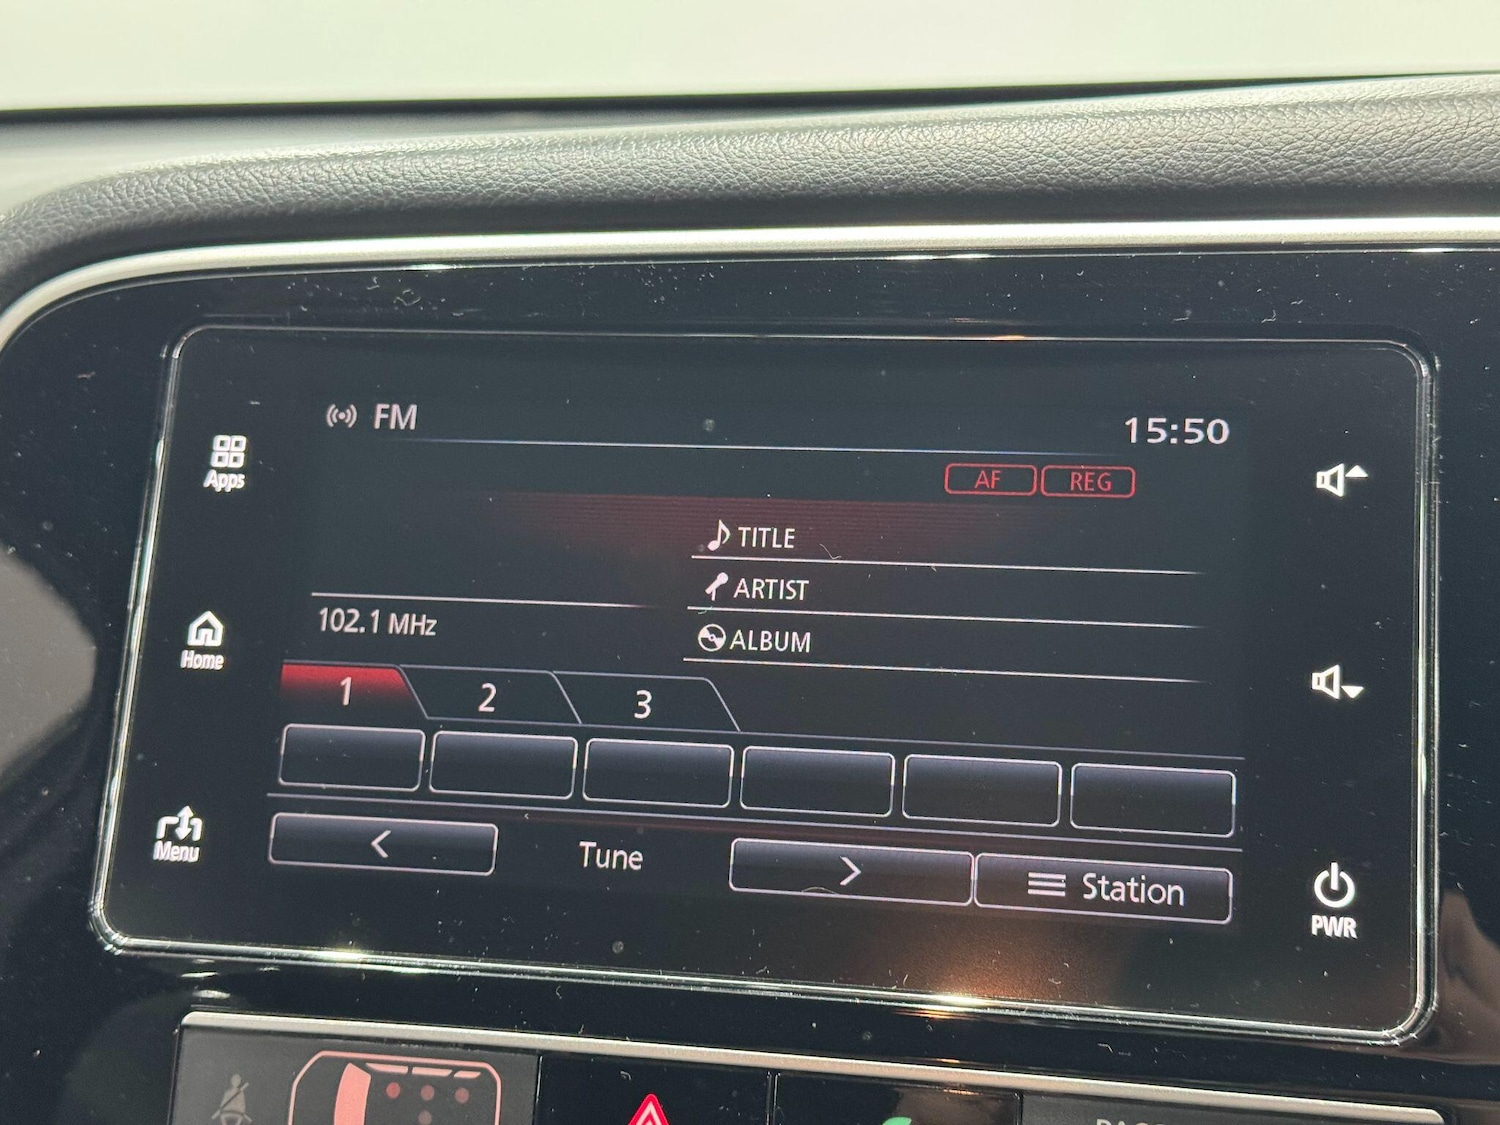 FM
15:50
Apps
AF REG
TITLE
ARTIST
102.1 MHz
ALBUM
Home
1 2 3
Menu
< Tune > Station
PWR